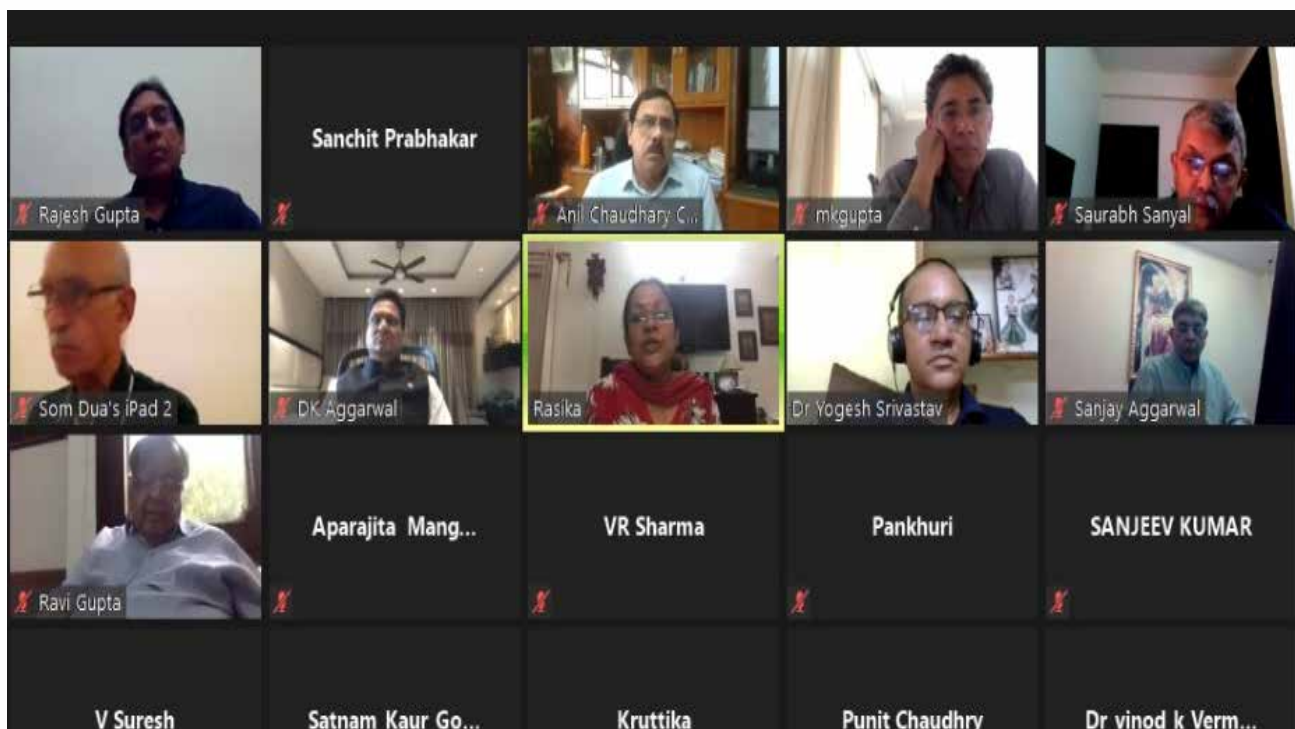 Rajesh Gupta
Sanchit Prabhakar
Anil Chaudhary C...
mkgupta
Saurabh Sanyal
Som Dua's iPad 2
DK Aggarwal
Rasika
Dr Yogesh Srivastav
Sanjay Aggarwal
Ravi Gupta
Aparajita Mang...
VR Sharma
Pankhuri
SANJEEV KUMAR
V Suresh
Satnam Kaur Go...
Kruttika
Punit Chaudhry
Dr vinod k Verm...